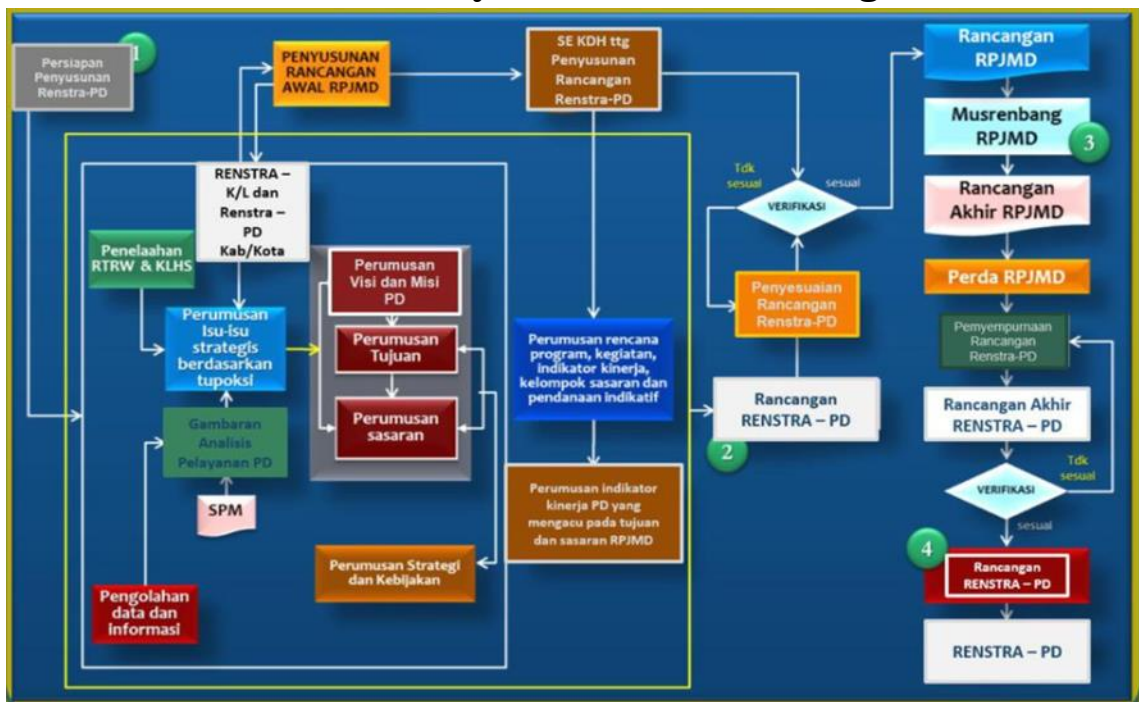 1
Persiapan
Penyusunan
Renstra-PD
PENYUSUNAN
RANCANGAN
AWAL RPJMD
SE KDH ttg
Penyusunan
Rancangan
Renstra-PD
Rancangan
RPJMD
Musrenbang
RPJMD
3
Rancangan
Akhir RPJMD
Perda RPJMD
Pemyempurnaan
Rancangan
Renstra-PD
Rancangan Akhir
RENSTRA – PD
Tdk
sesuai
VERIFIKASI
sesuai
4
Rancangan
RENSTRA – PD
RENSTRA – PD
Tdk
sesuai
sesuai
VERIFIKASI
Penyesuaian
Rancangan
Renstra-PD
Rancangan
RENSTRA – PD
2
RENSTRA –
K/L dan
Renstra –
PD
Kab/Kota
Penelaahan
RTRW & KLHS
Perumusan
Isu-isu
strategis
berdasarkan
tupoksi
Gambaran
Analisis
Pelayanan PD
SPM
Pengolahan
data dan
informasi
Perumusan
Visi dan Misi
PD
Perumusan
Tujuan
Perumusan
sasaran
Perumusan Strategi
dan Kebijakan
Perumusan rencana
program, kegiatan,
indikator kinerja,
kelompok sasaran dan
pendanaan indikatif
Perumusan indikator
kinerja PD yang
mengacu pada tujuan
dan sasaran RPJMD